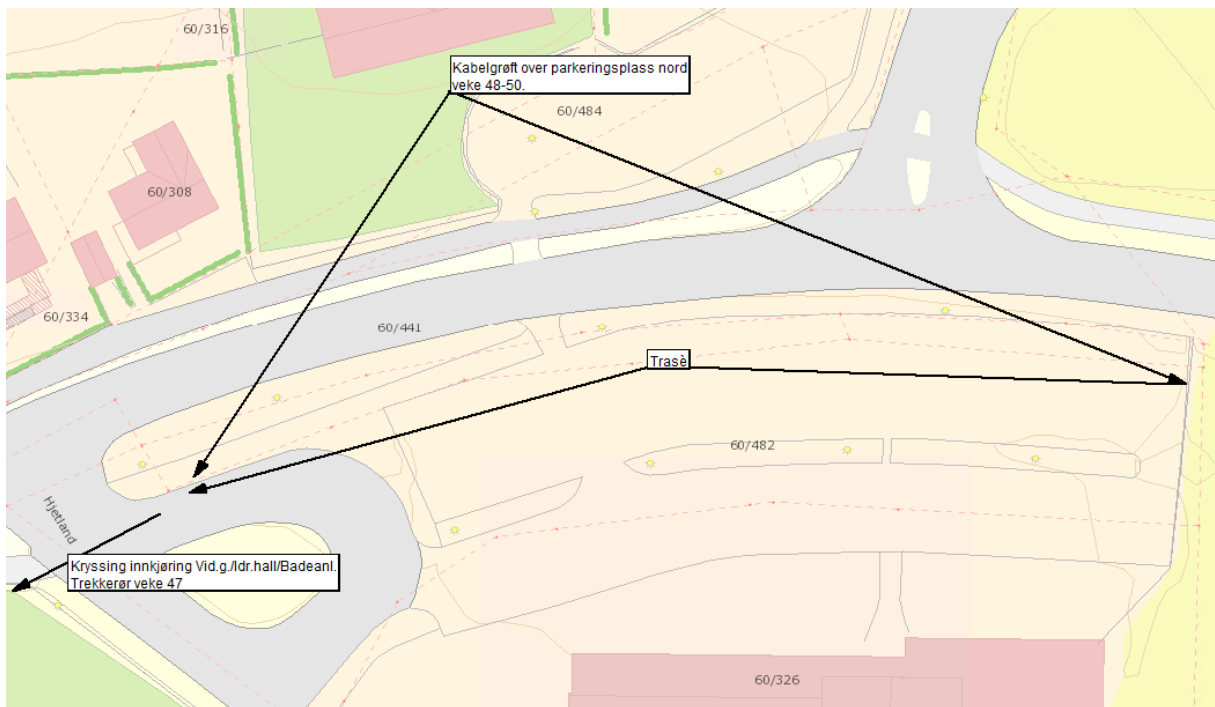 60/316
Kabelgrøft over parkeringsplass nord
veke 48-50.
60/484
60/308
60/334
60/441
Trasè
60/482
Hjetland
Kryssing innkjøring Vid.g./Idr.hall/Badeanl.
Trekkerør veke 47
60/326